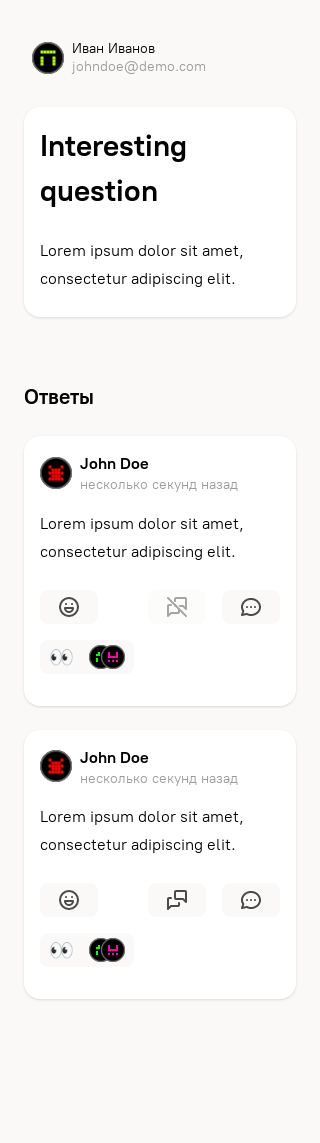 Иван Иванов
johndoe@demo.com
Interesting
question
Lorem ipsum dolor sit amet,
consectetur adipiscing elit.
Ответы
John Doe
несколько секунд назад
Lorem ipsum dolor sit amet,
consectetur adipiscing elit.
John Doe
несколько секунд назад
Lorem ipsum dolor sit amet,
consectetur adipiscing elit.